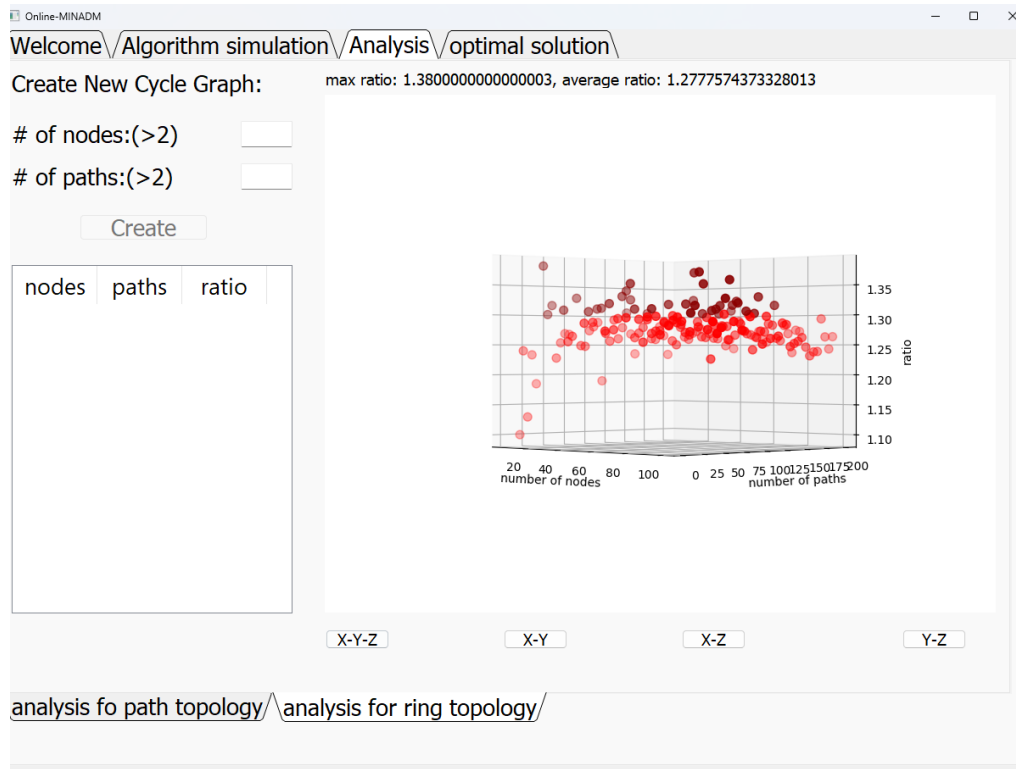 Online-MINADM
Welcome Algorithm simulation Analysis optimal solution
Create New Cycle Graph:
max ratio: 1.3800000000000003, average ratio: 1.2777574373328013
# of nodes:(>2)
# of paths:(>2)
Create
nodes paths ratio
1.35
1.30
1.25
1.20
1.15
1.10
ratio
20 40 60 80 100
number of nodes
0 25 50 75 100 125 150 175 200
number of paths
X-Y-Z X-Y X-Z Y-Z
analysis fo path topology analysis for ring topology